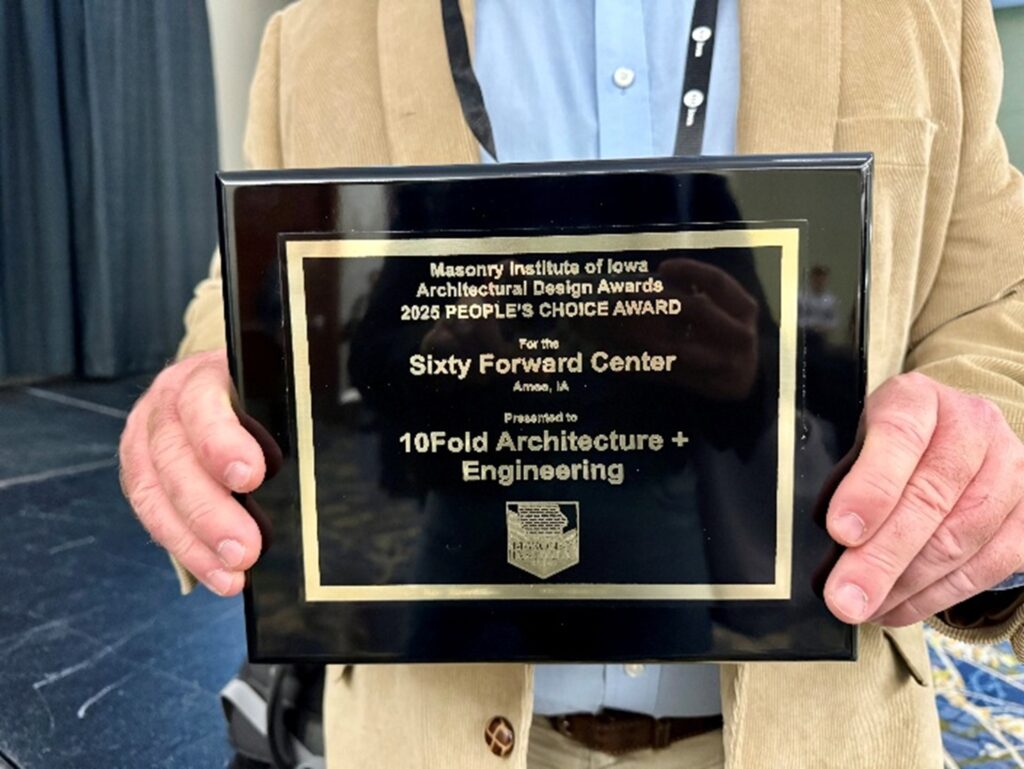 Masonry Institute of Iowa
Architectural Design Awards
2025 PEOPLE'S CHOICE AWARD
For the
Sixty Forward Center
Ames, IA
Presented to
10Fold Architecture +
Engineering